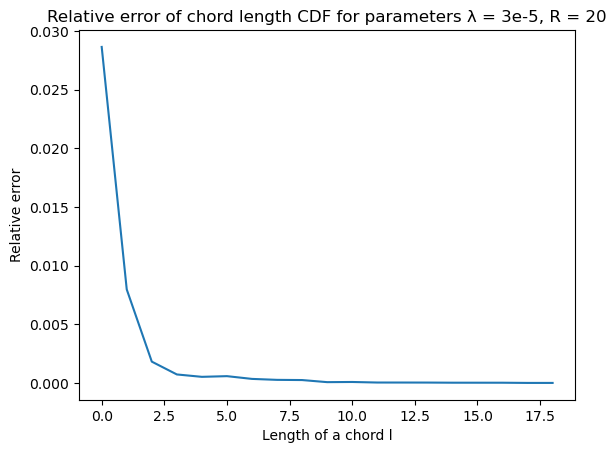 Relative error of chord length CDF for parameters λ = 3e-5, R = 20
Relative error
0.030
0.025
0.020
0.015
0.010
0.005
0.000
0.0 2.5 5.0 7.5 10.0 12.5 15.0 17.5
Length of a chord l